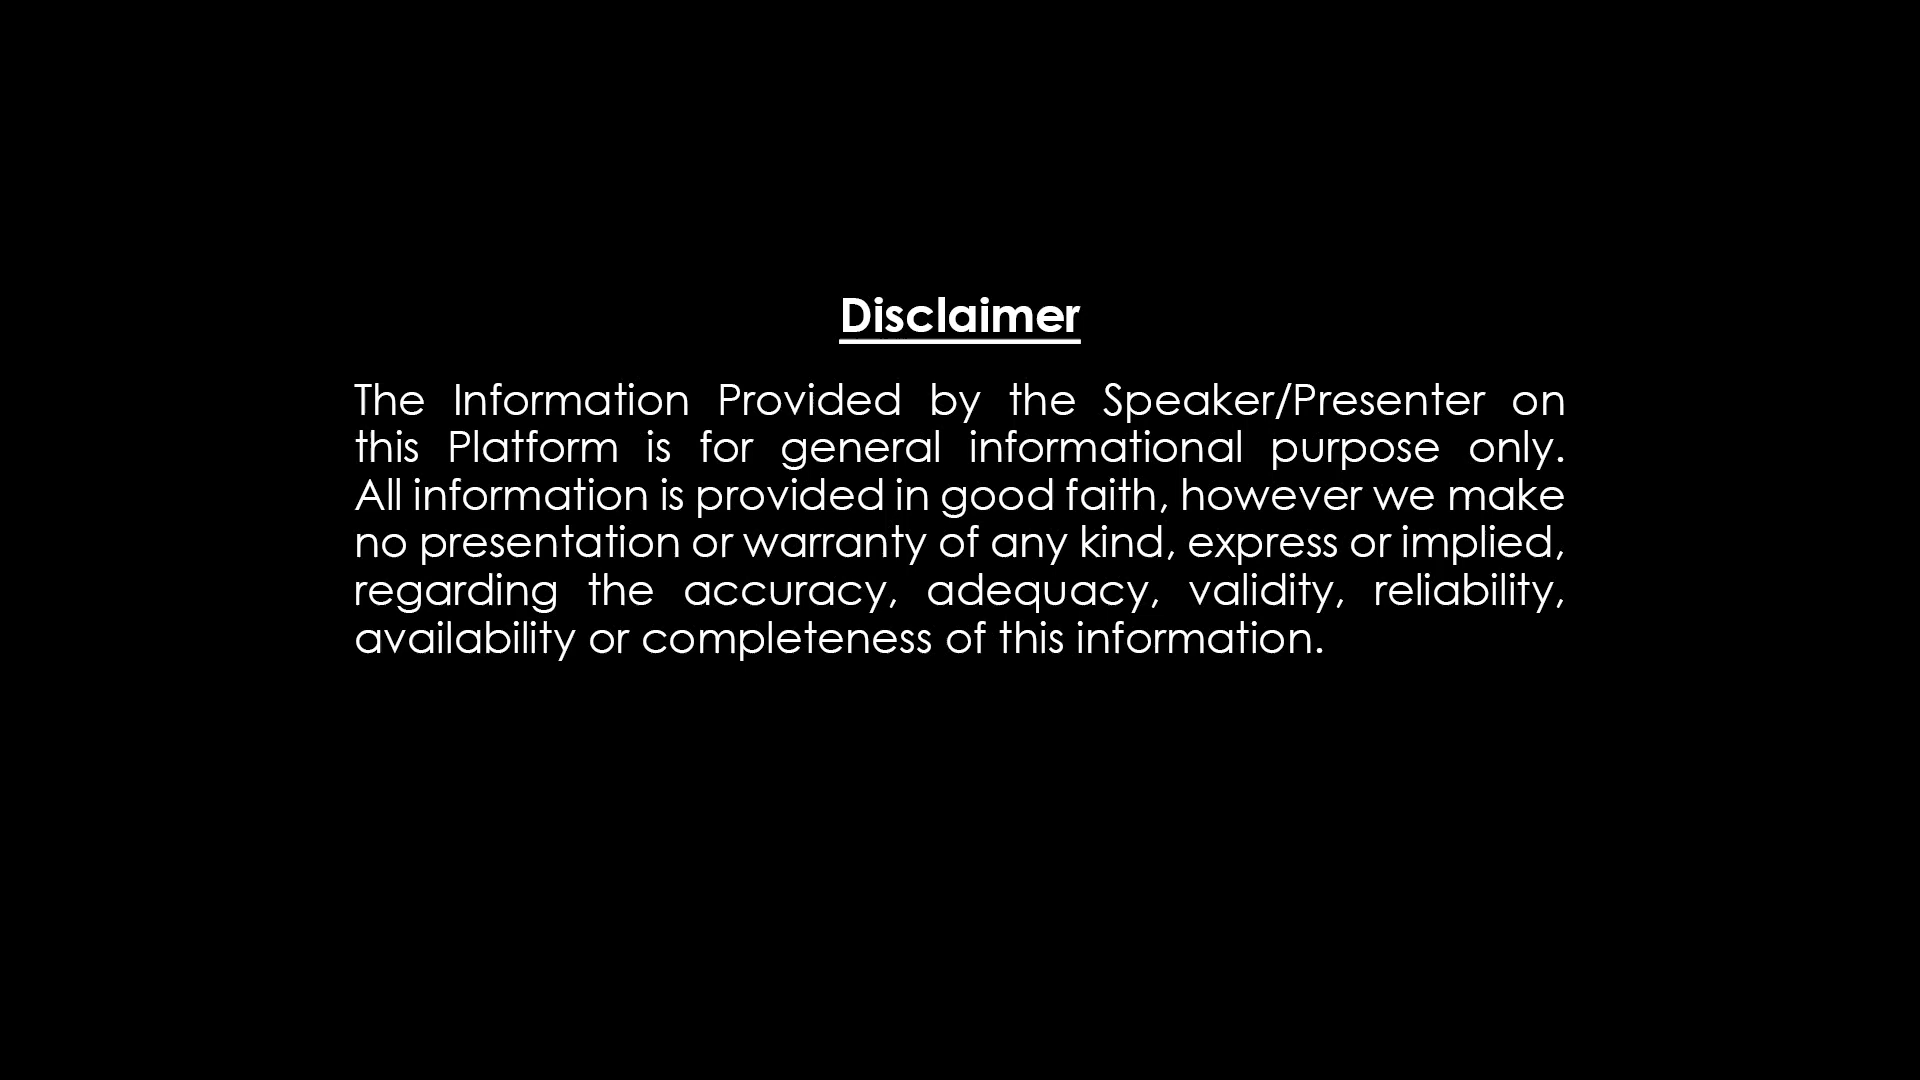 Disclaimer
The Information Provided by the Speaker/Presenter on
this Platform is for general informational purpose only.
All information is provided in good faith, however we make
no presentation or warranty of any kind, express or implied,
regarding the accuracy, adequacy, validity, reliability,
availability or completeness of this information.